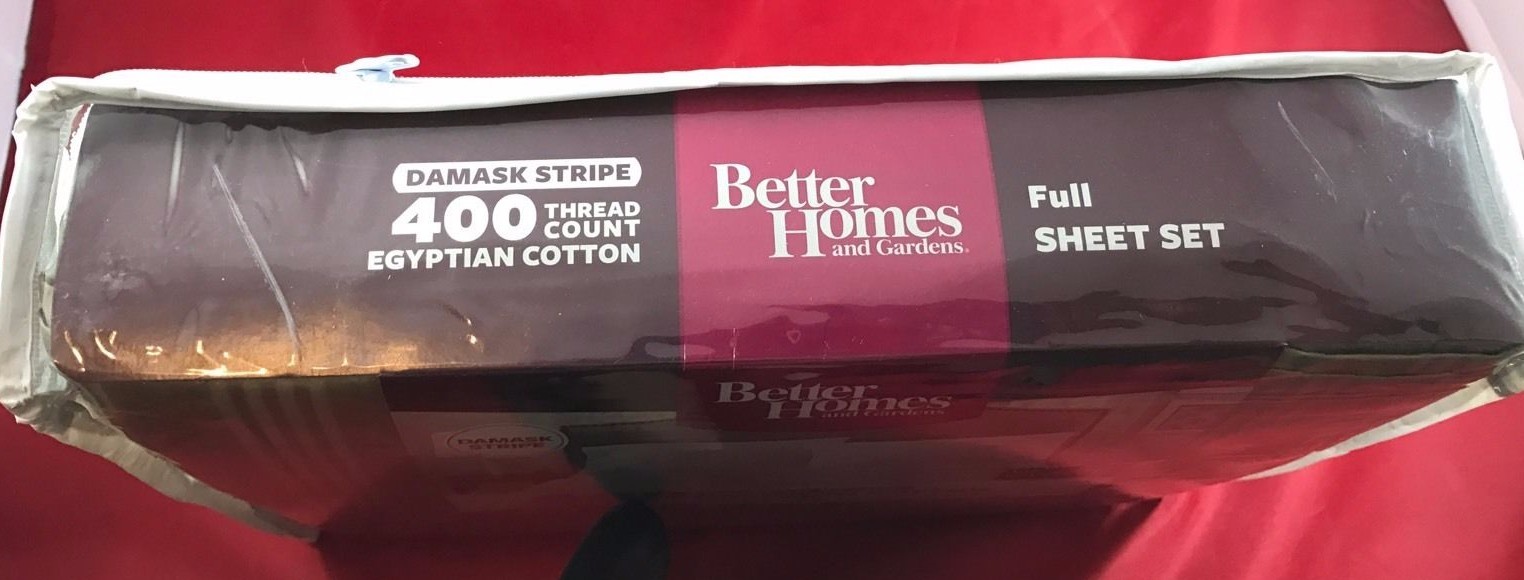 DAMASK STRIPE
400 THREAD COUNT
EGYPTIAN COTTON
Better
Homes
and Gardens®
Full
SHEET SET
Better
Homes
and Gardens
DAMASK
STRIPE